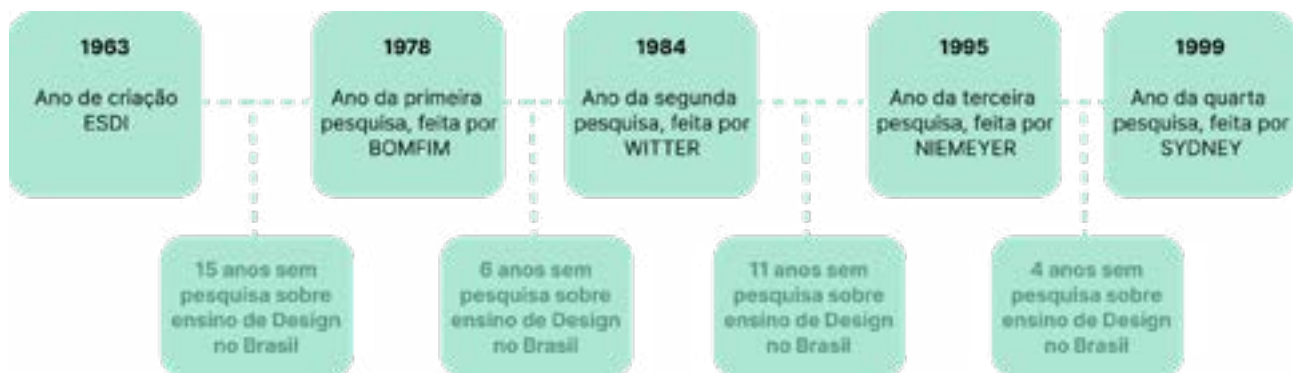 1963
Ano de criação
ESDI
1978
Ano da primeira
pesquisa, feita por
BOMFIM
1984
Ano da segunda
pesquisa, feita por
WITTER
1995
Ano da terceira
pesquisa, feita por
NIEMEYER
1999
Ano da quarta
pesquisa, feita por
SYDNEY
15 anos sem
pesquisa sobre
ensino de Design
no Brasil
6 anos sem
pesquisa sobre
ensino de Design
no Brasil
11 anos sem
pesquisa sobre
ensino de Design
no Brasil
4 anos sem
pesquisa sobre
ensino de Design
no Brasil